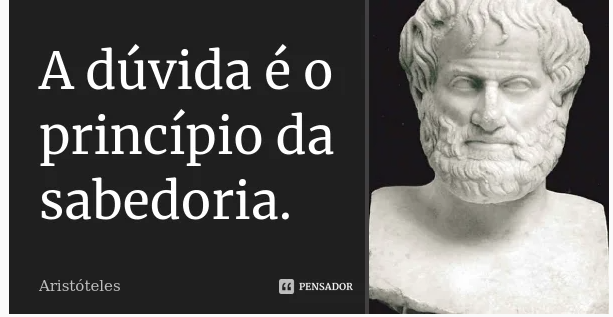 A dúvida é o
princípio da
sabedoria.
Aristóteles
PENSADOR